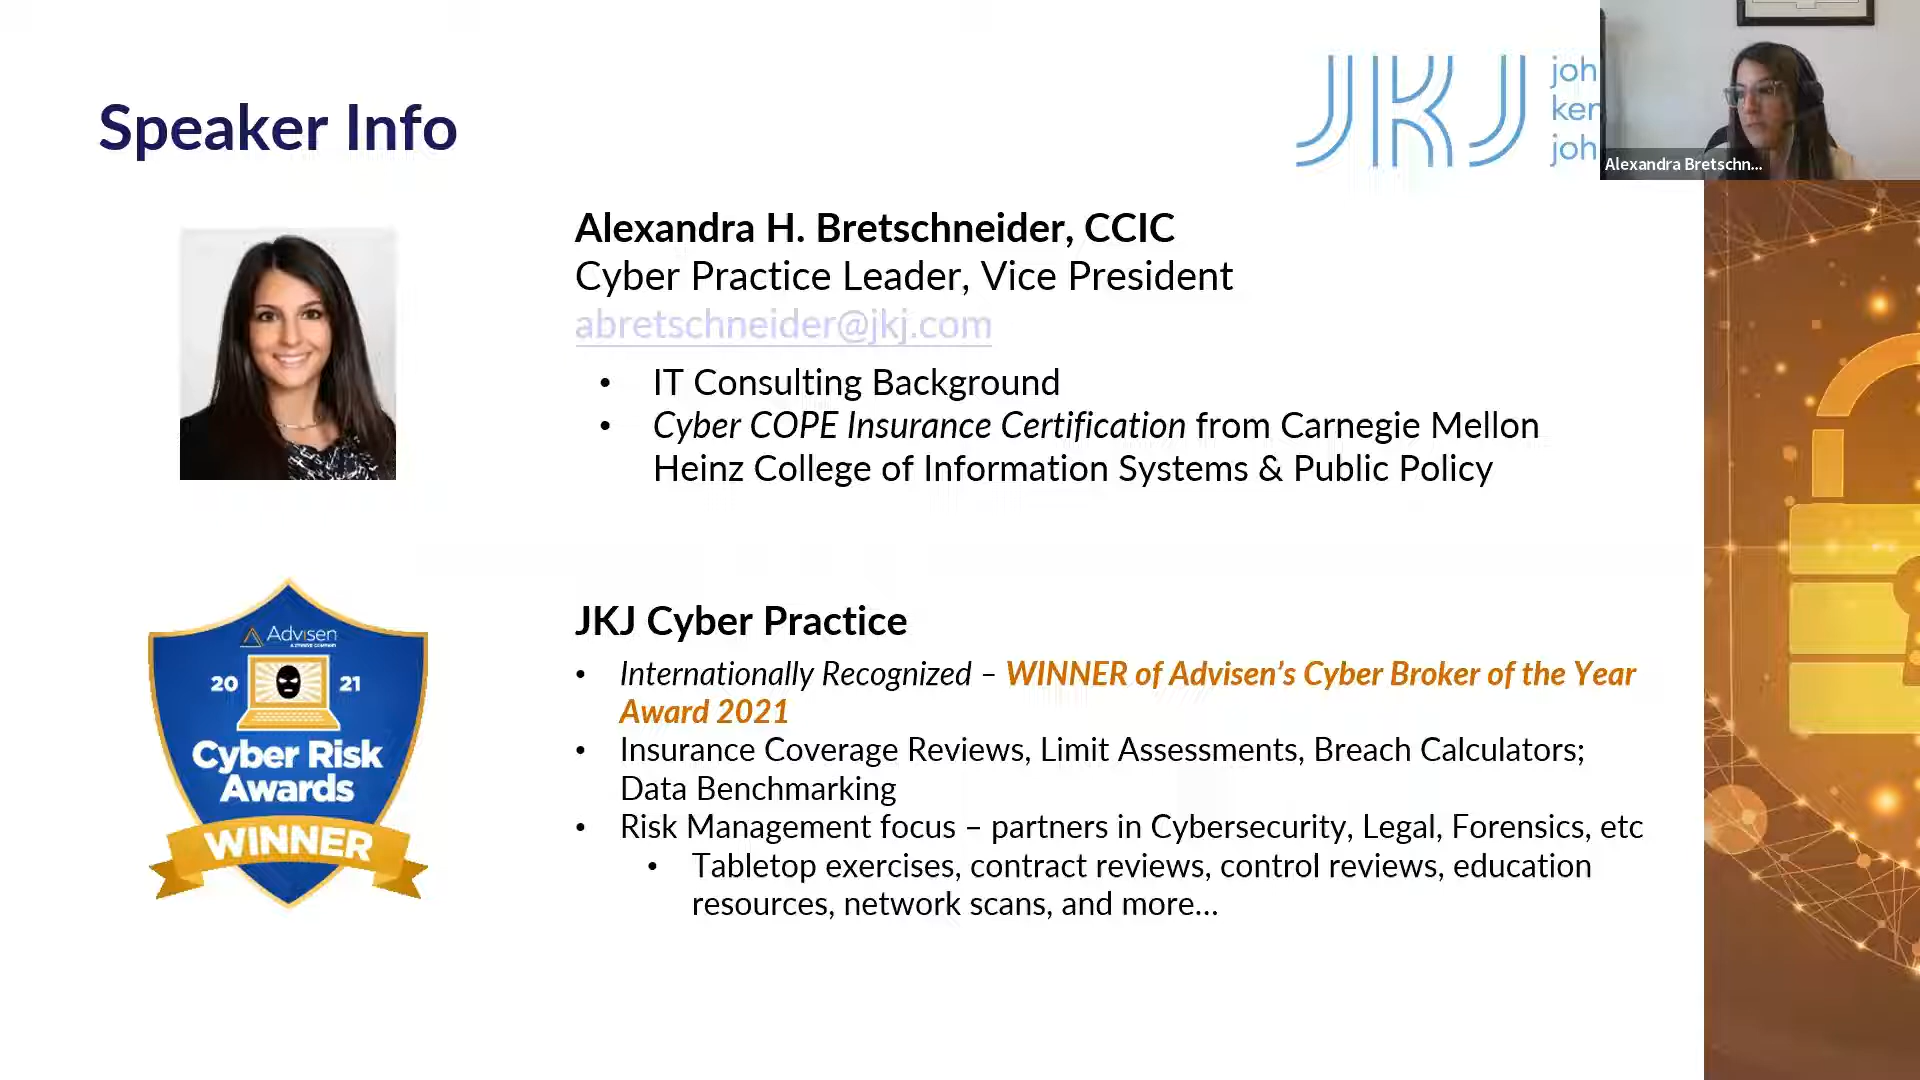 Speaker Info
JKJ
joh
ker
joh
Alexandra Bretschn...
Alexandra H. Bretschneider, CCIC
Cyber Practice Leader, Vice President
abretschneider@jkj.com
• IT Consulting Background
• Cyber COPE Insurance Certification from Carnegie Mellon
Heinz College of Information Systems & Public Policy
Advisen
20 21
Cyber Risk
Awards
WINNER
JKJ Cyber Practice
• Internationally Recognized – WINNER of Advisen’s Cyber Broker of the Year
Award 2021
• Insurance Coverage Reviews, Limit Assessments, Breach Calculators;
Data Benchmarking
• Risk Management focus – partners in Cybersecurity, Legal, Forensics, etc
• Tabletop exercises, contract reviews, control reviews, education
resources, network scans, and more…